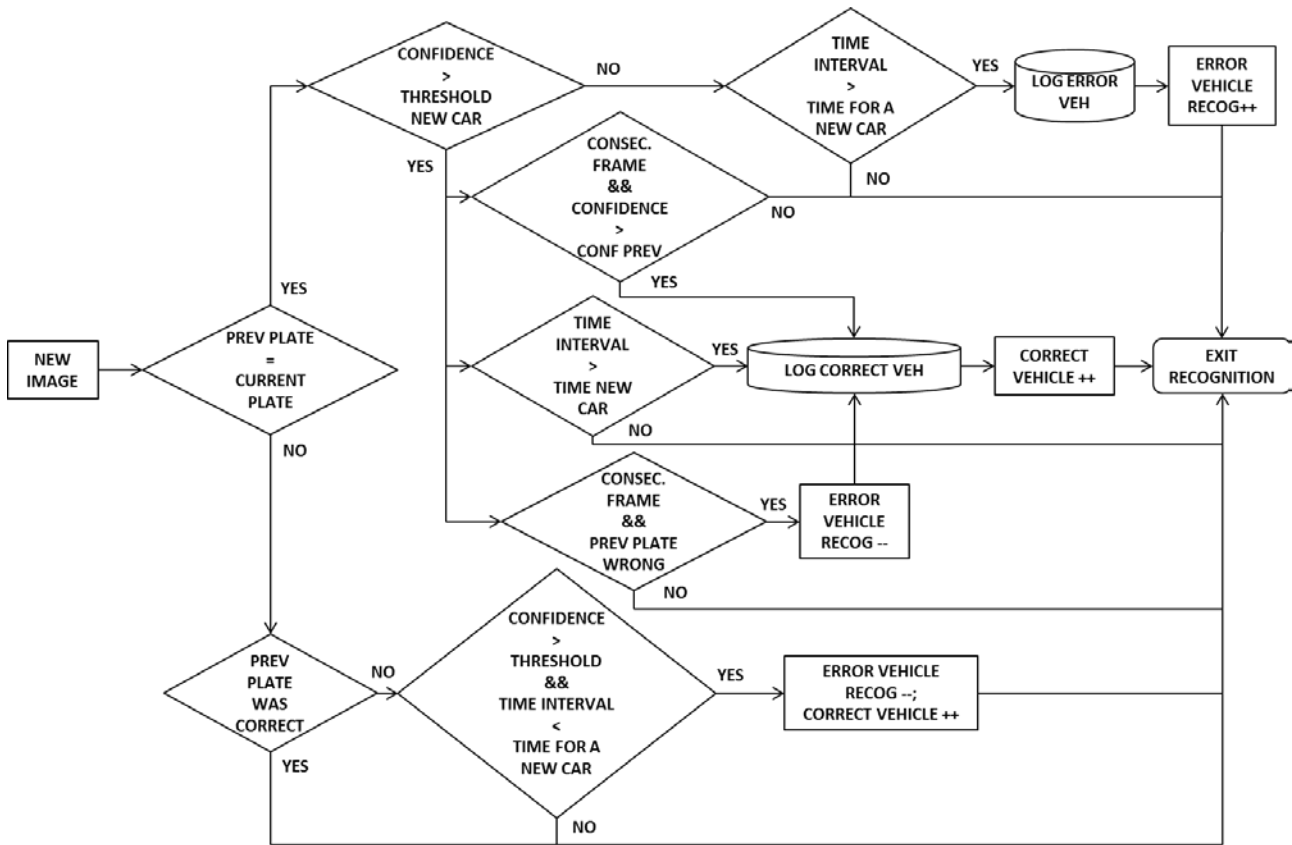 CONFIDENCE
>
THRESHOLD
NEW CAR
NO
YES
TIME
INTERVAL
>
TIME FOR A
NEW CAR
YES
NO
LOG ERROR
VEH
ERROR
VEHICLE
RECOG++
CONSEC.
FRAME
&&
CONFIDENCE
>
CONF PREV
NO
YES
NEW
IMAGE
PREV PLATE
=
CURRENT
PLATE
YES
NO
TIME
INTERVAL
>
TIME NEW
CAR
YES
NO
LOG CORRECT VEH
CORRECT
VEHICLE ++
EXIT
RECOGNITION
CONSEC.
FRAME
&&
PREV PLATE
WRONG
YES
NO
ERROR
VEHICLE
RECOG --
PREV
PLATE
WAS
CORRECT
NO
YES
CONFIDENCE
>
THRESHOLD
&&
TIME INTERVAL
<
TIME FOR A
NEW CAR
YES
NO
ERROR VEHICLE
RECOG --;
CORRECT VEHICLE ++